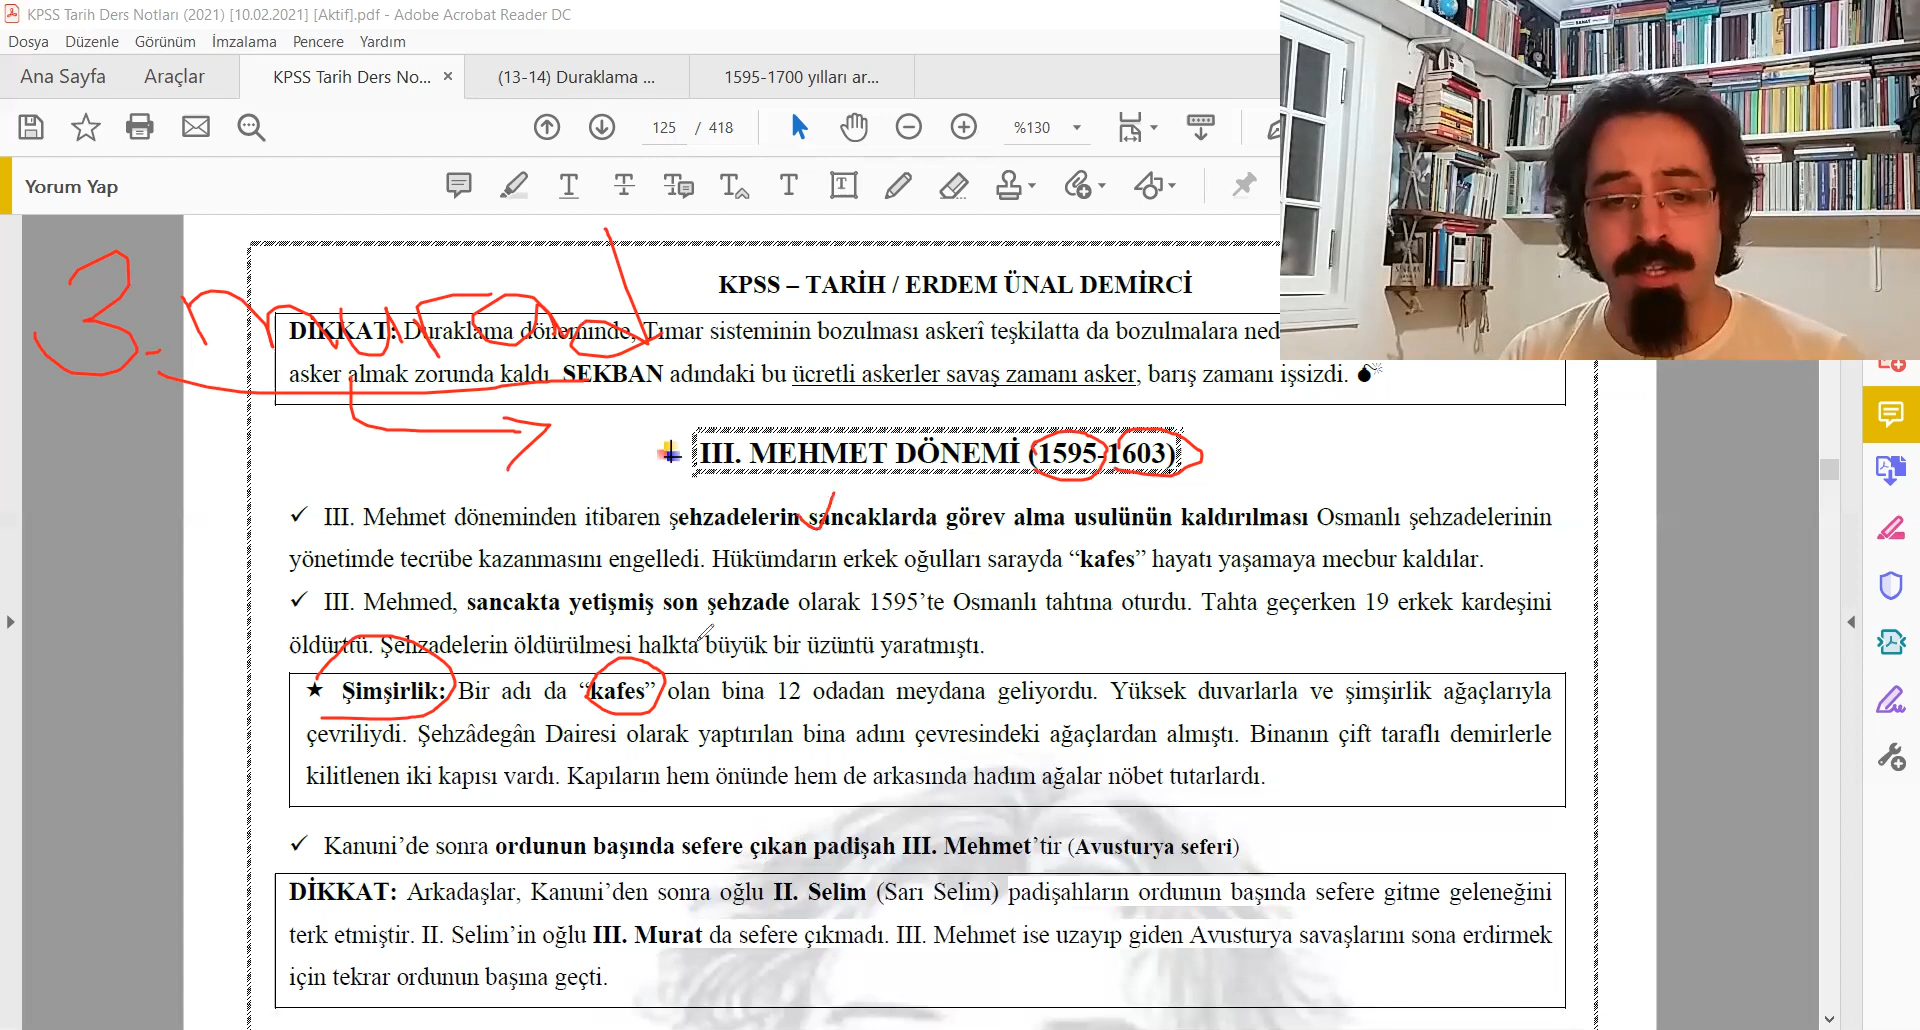 KPSS Tarih Ders Notları (2021) [10.02.2021] [Aktif].pdf - Adobe Acrobat Reader DC
Dosya Düzenle Görünüm İmzalama Pencere Yardım
Ana Sayfa Araçlar KPSS Tarih Ders No... × (13-14) Duraklama ... 1595-1700 yılları ar...
125 / 418 %130
Yorum Yap
3. murad
KPSS – TARİH / ERDEM ÜNAL DEMİRCİ
DİKKAT: Duraklama döneminde, Tımar sisteminin bozulması askerî teşkilatta da bozulmalara ned
asker almak zorunda kaldı. SEKBAN adındaki bu ücretli askerler savaş zamanı asker, barış zamanı işsizdi.
III. MEHMET DÖNEMİ (1595-1603)
✓ III. Mehmet döneminden itibaren şehzadelerin sancaklarda görev alma usulünün kaldırılması Osmanlı şehzadelerinin
yönetimde tecrübe kazanmasını engelledi. Hükümdarın erkek oğulları sarayda “kafes” hayatı yaşamaya mecbur kaldılar.
✓ III. Mehmed, sancakta yetişmiş son şehzade olarak 1595’te Osmanlı tahtına oturdu. Tahta geçerken 19 erkek kardeşini
öldürttü. Şehzadelerin öldürülmesi halkta büyük bir üzüntü yaratmıştı.
★ Şimşirlik: Bir adı da “kafes” olan bina 12 odadan meydana geliyordu. Yüksek duvarlarla ve şimşirlik ağaçlarıyla
çevriliydi. Şehzâdegân Dairesi olarak yaptırılan bina adını çevresindeki ağaçlardan almıştı. Binanın çift taraflı demirlerle
kilitlenen iki kapısı vardı. Kapıların hem önünde hem de arkasında hadım ağalar nöbet tutarlardı.
✓ Kanuni’de sonra ordunun başında sefere çıkan padişah III. Mehmet’tir (Avusturya seferi)
DİKKAT: Arkadaşlar, Kanuni’den sonra oğlu II. Selim (Sarı Selim) padişahların ordunun başında sefere gitme geleneğini
terk etmiştir. II. Selim’in oğlu III. Murat da sefere çıkmadı. III. Mehmet ise uzayıp giden Avusturya savaşlarını sona erdirmek
için tekrar ordunun başına geçti.